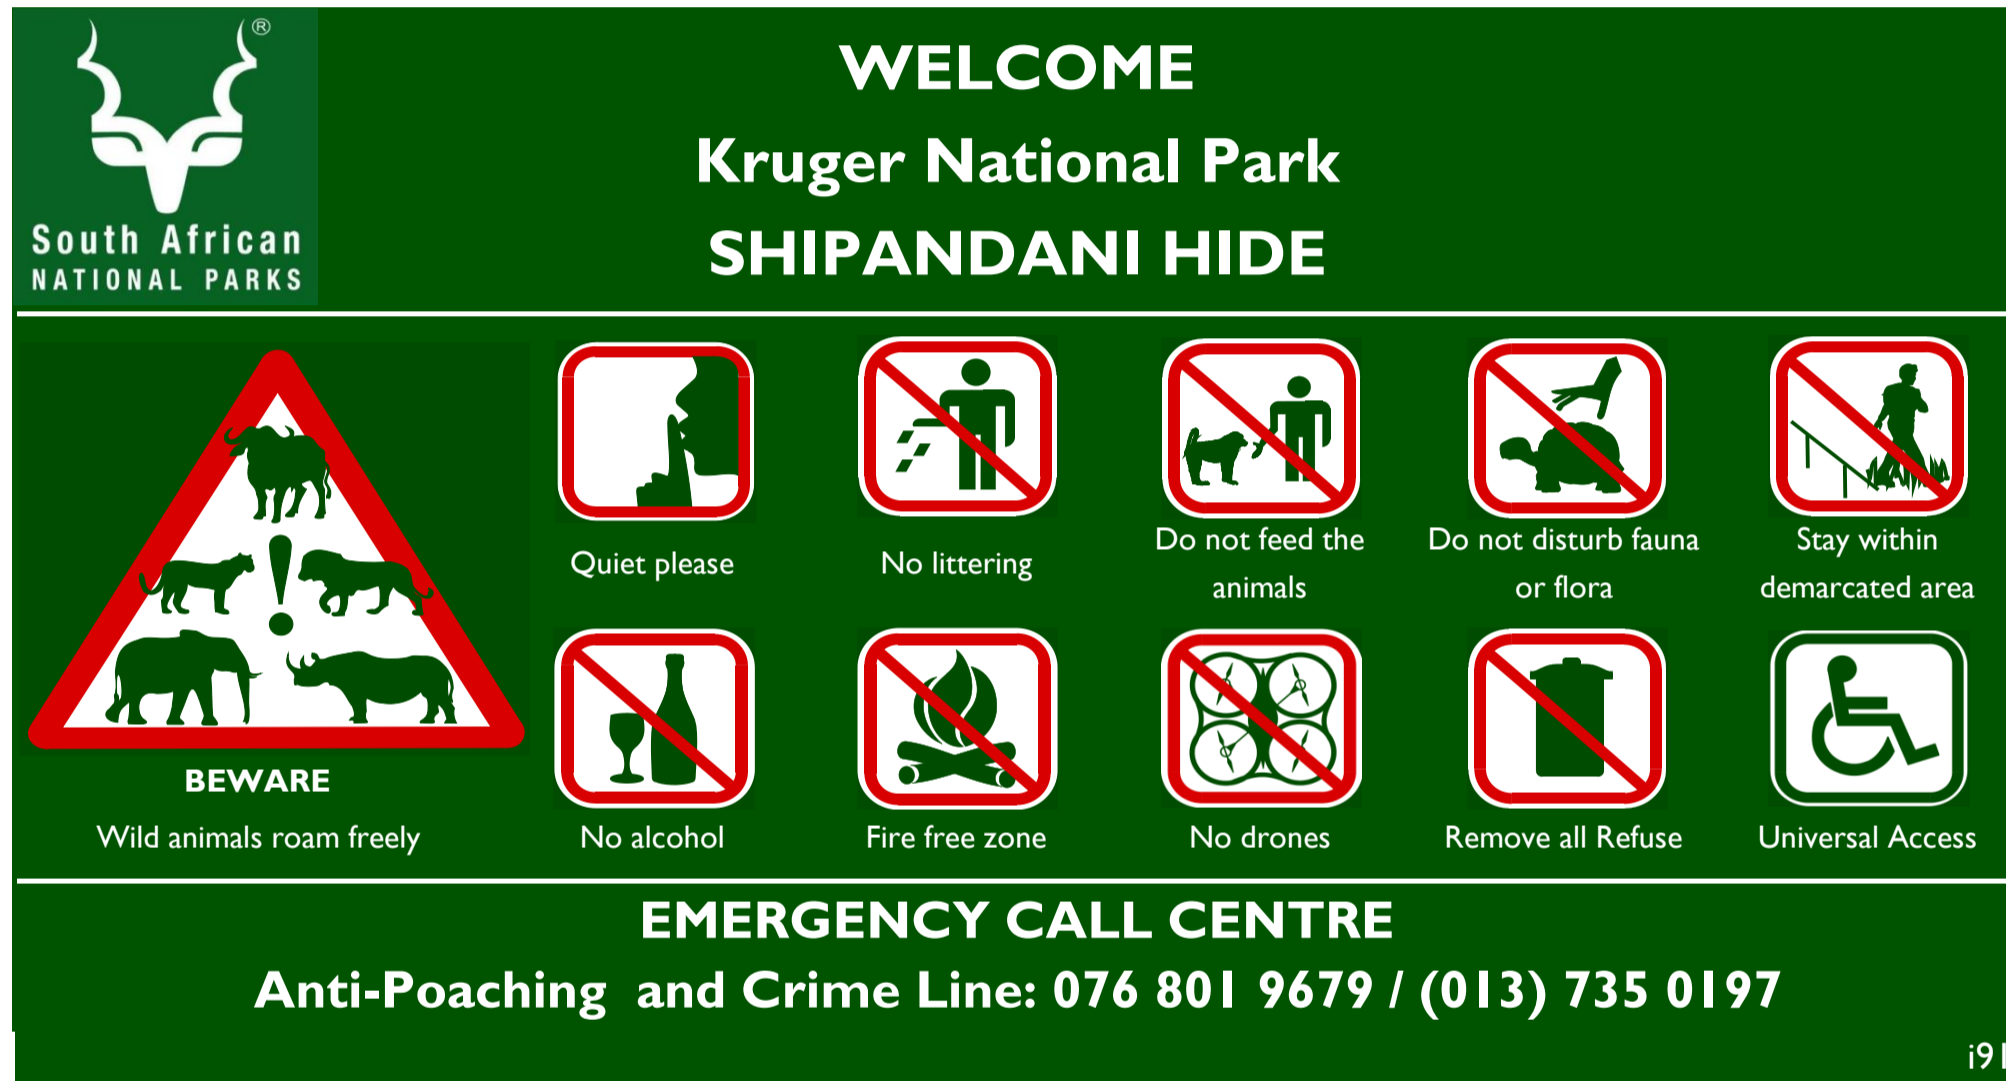 ®
South African
NATIONAL PARKS
WELCOME
Kruger National Park
SHIPANDANI HIDE
BEWARE
Wild animals roam freely
Quiet please
No littering
Do not feed the
animals
Do not disturb fauna
or flora
Stay within
demarcated area
No alcohol
Fire free zone
No drones
Remove all Refuse
Universal Access
EMERGENCY CALL CENTRE
Anti-Poaching and Crime Line: 076 801 9679 / (013) 735 0197
i91